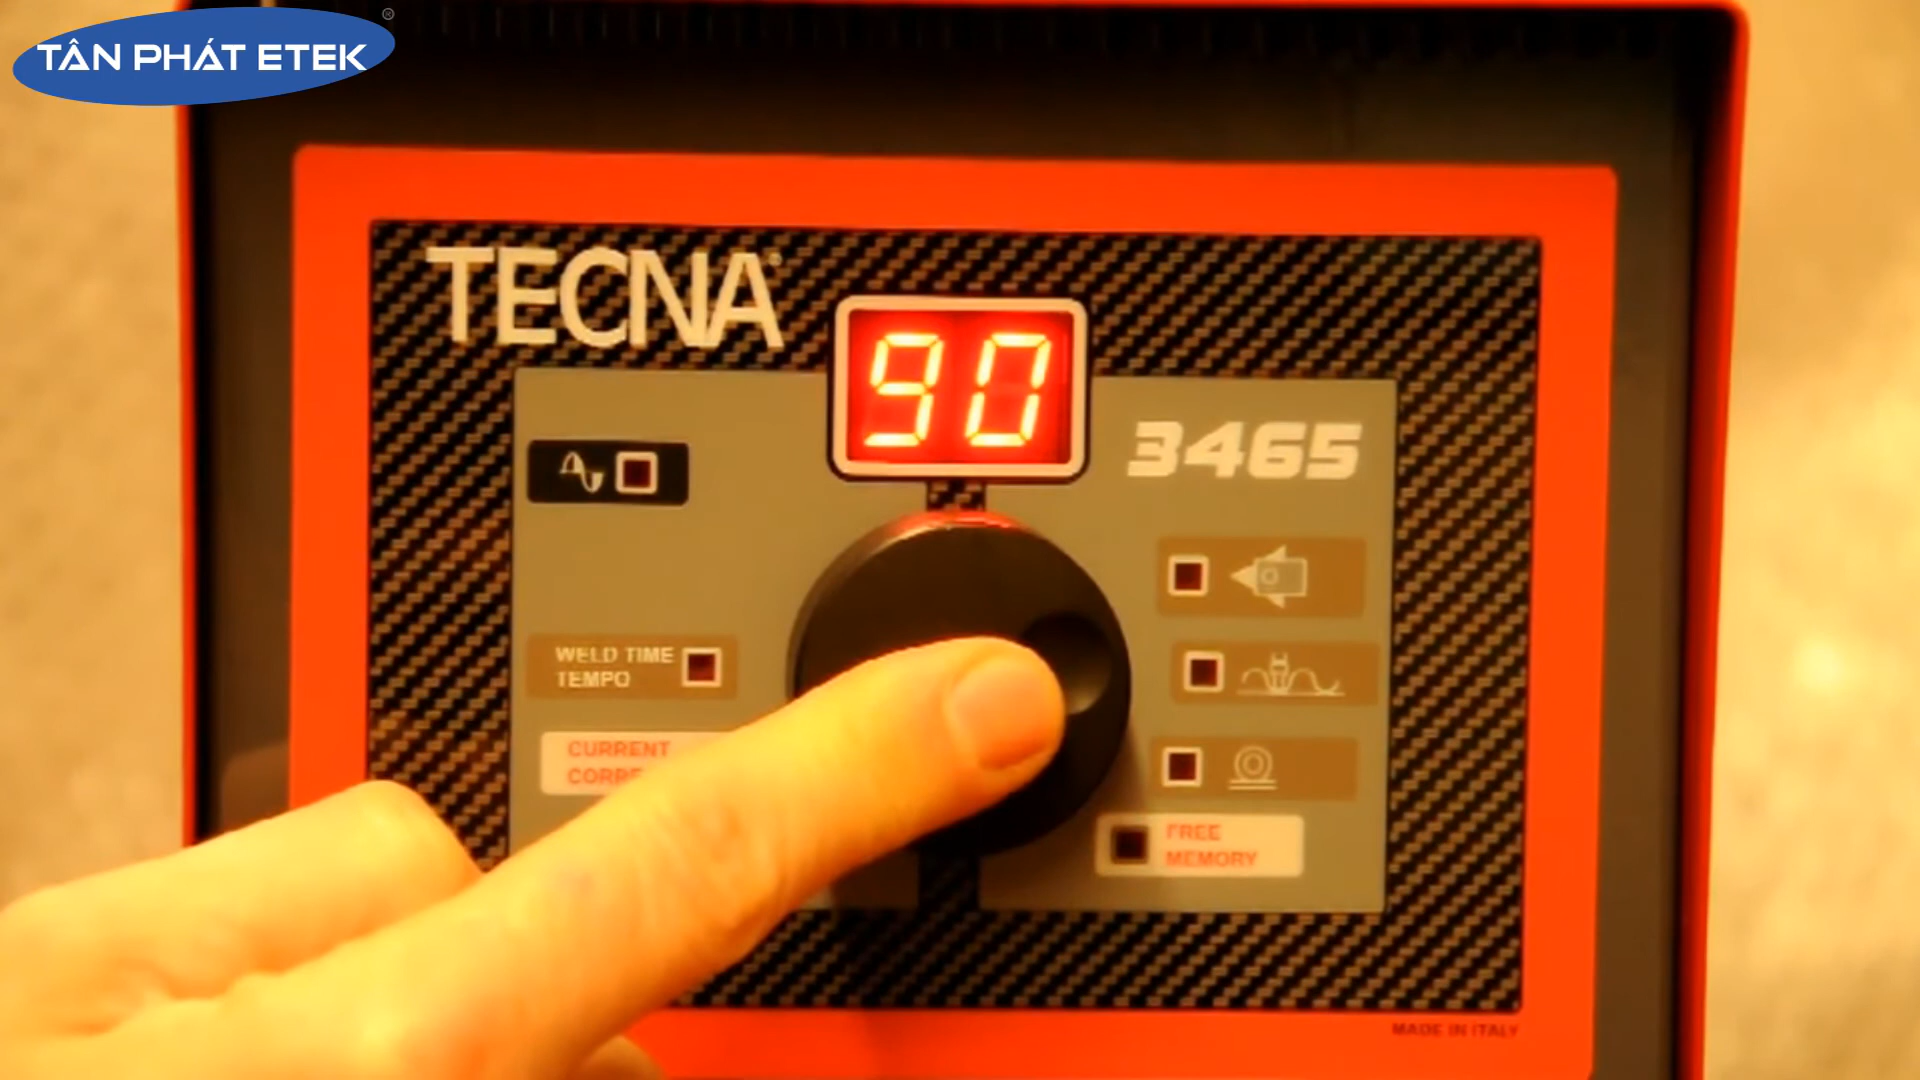 TÂN PHÁT ETEK
®
TECNA
90
3465
WELD TIME
TEMPO
CURRENT
FREE
MEMORY
MADE IN ITALY